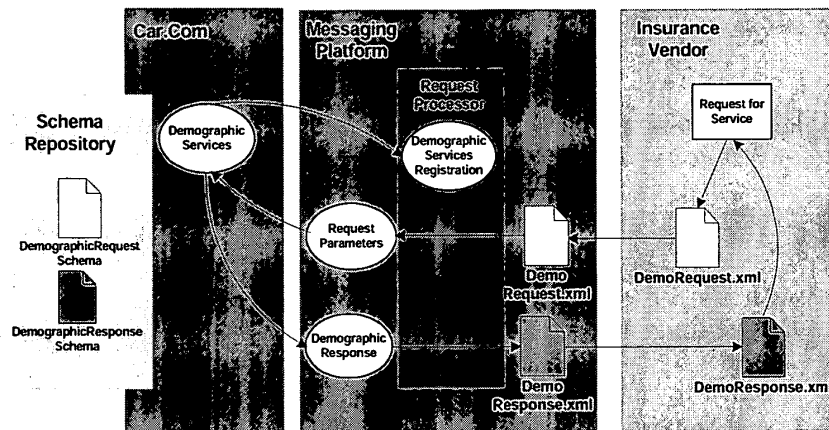 Car.Com
Messaging
Platform
Insurance
Vendor
Request
Processor
Schema
Repository
Demographic
Services
Demographic
Services
Registration
Request for
Service
DemographicRequest
Schema
Request
Parameters
Demo
Request.xml
DemoRequest.xml
DemographicResponse
Schema
Demographic
Response
Demo
Response.xml
DemoResponse.xm